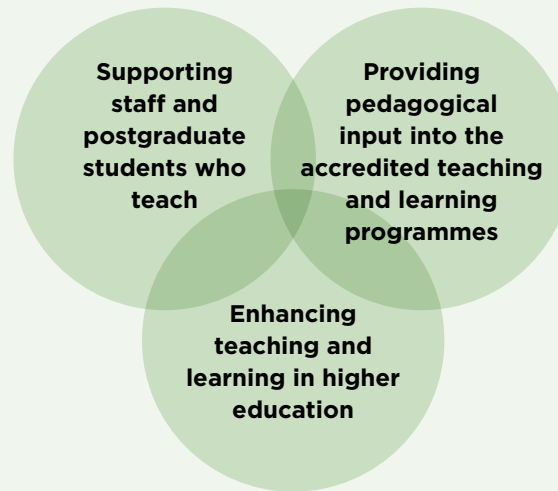 Supporting
staff and
postgraduate
students who
teach
Providing
pedagogical
input into the
accredited teaching
and learning
programmes
Enhancing
teaching and
learning in higher
education